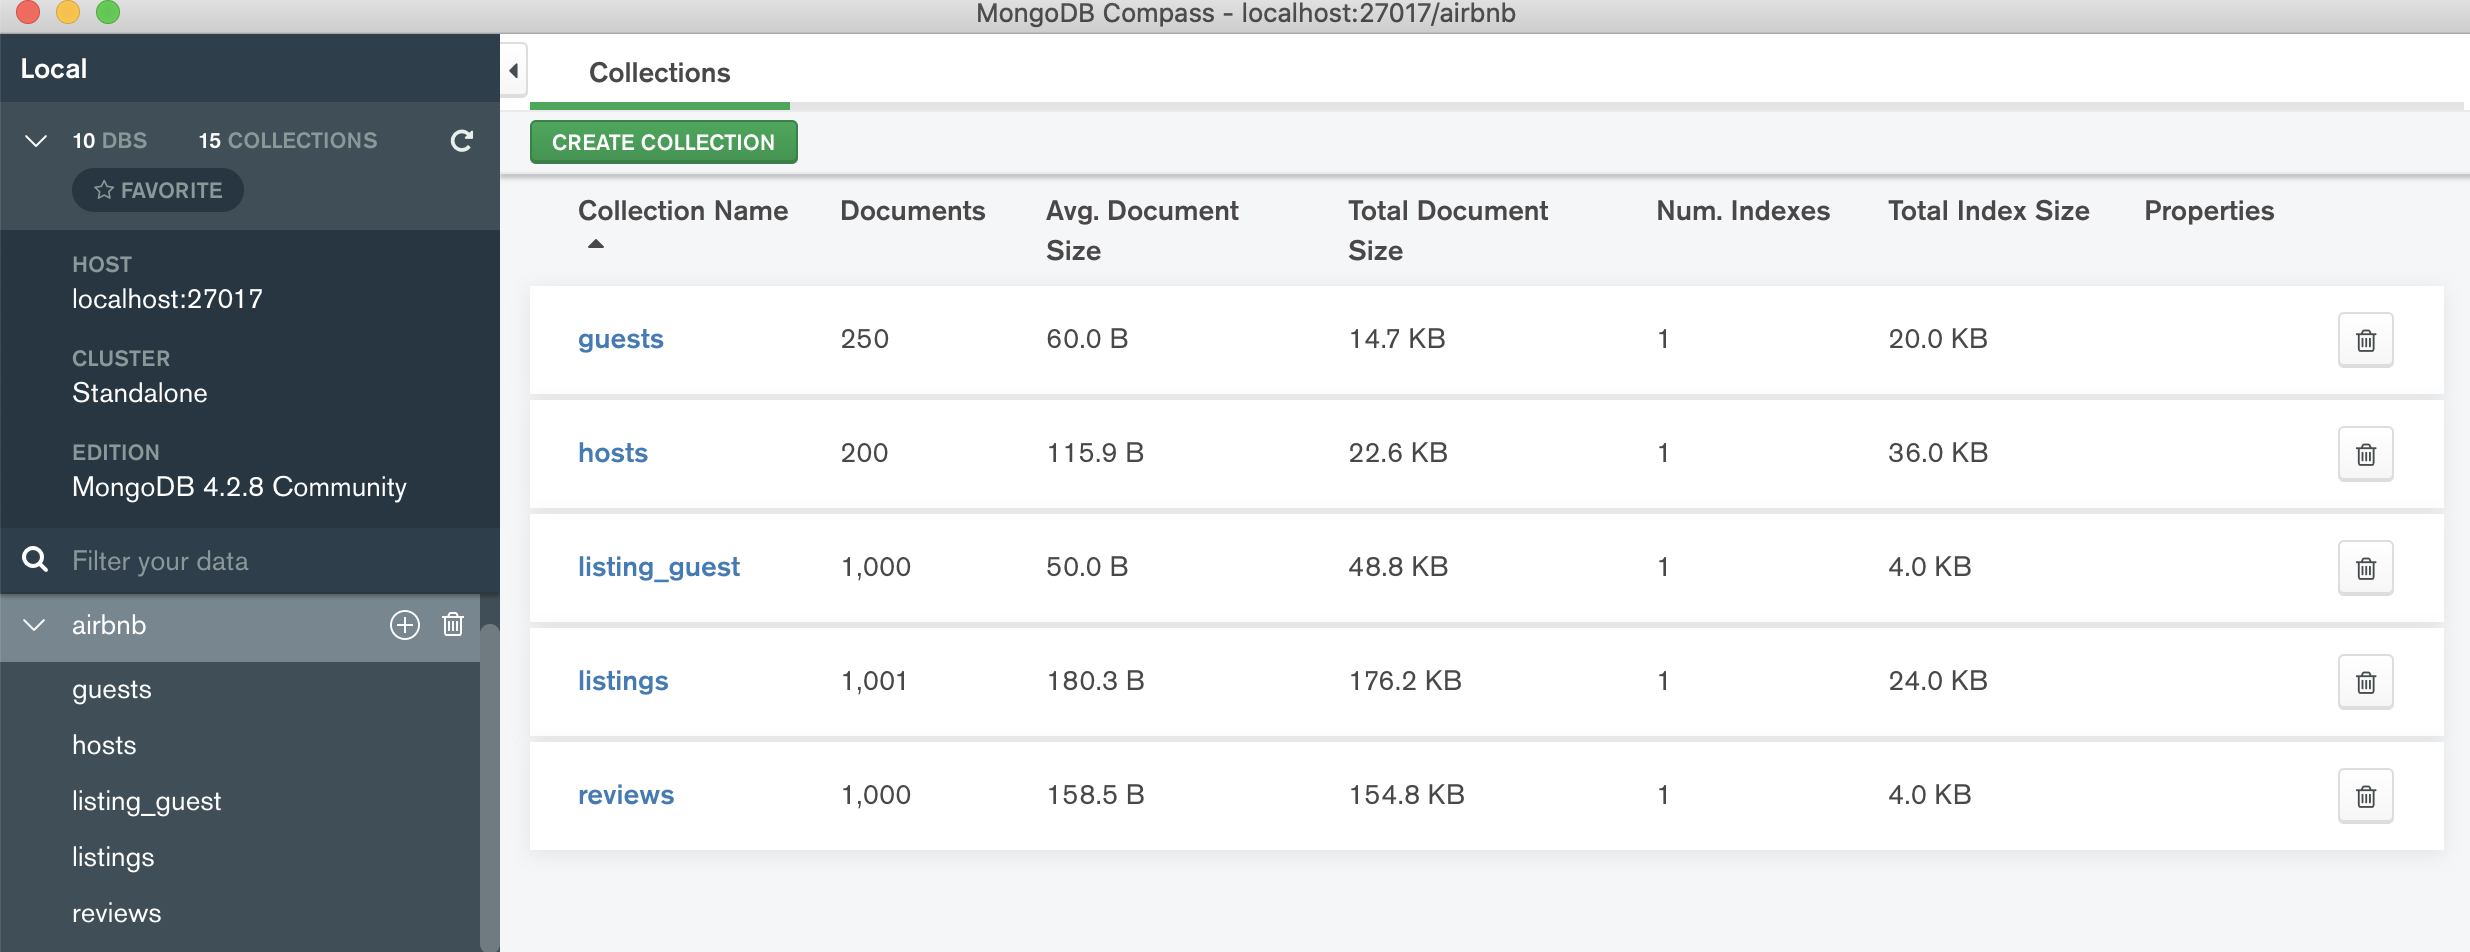 MongoDB Compass - localhost:27017/airbnb
Local
10 DBS 15 COLLECTIONS
FAVORITE
HOST
localhost:27017
CLUSTER
Standalone
EDITION
MongoDB 4.2.8 Community
Filter your data
airbnb
guests
hosts
listing_guest
listings
reviews
Collections
CREATE COLLECTION
Collection Name Documents Avg. Document Size Total Document Size Num. Indexes Total Index Size Properties
guests 250 60.0 B 14.7 KB 1 20.0 KB
hosts 200 115.9 B 22.6 KB 1 36.0 KB
listing_guest 1,000 50.0 B 48.8 KB 1 4.0 KB
listings 1,001 180.3 B 176.2 KB 1 24.0 KB
reviews 1,000 158.5 B 154.8 KB 1 4.0 KB